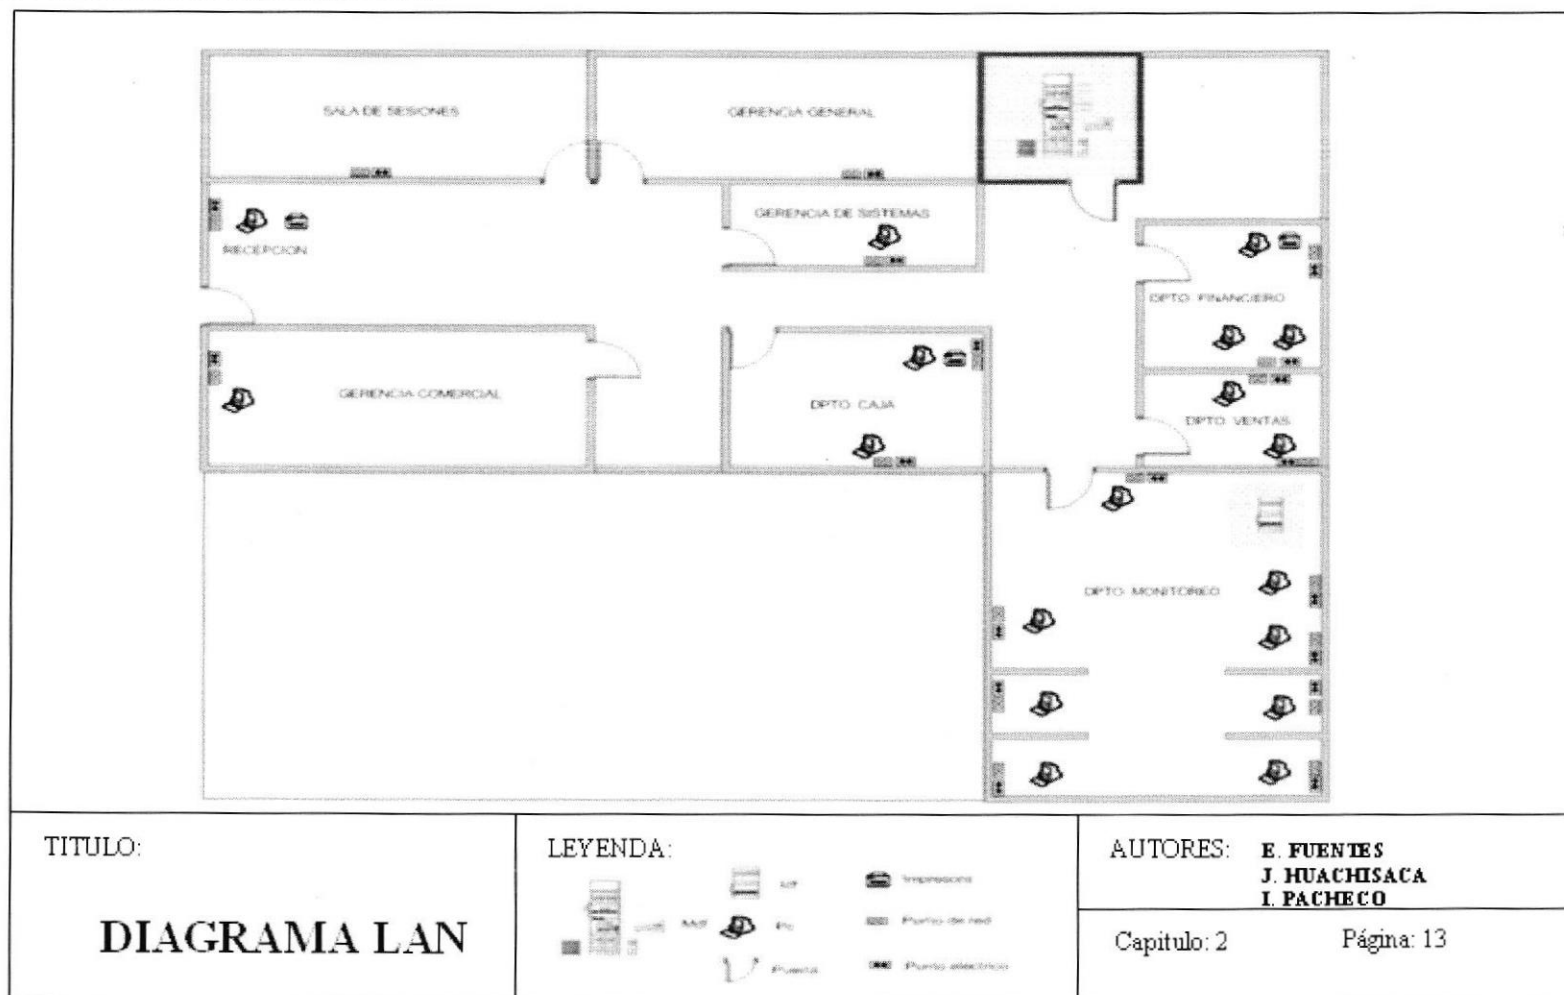 SALA DE SESIONES
GERENCIA GENERAL
GERENCIA DE SISTEMAS
RECEPCION
DPTO FINANCIERO
GERENCIA COMERCIAL
DPTO CAJA
DPTO VENTAS
DPTO MONITOREO
TITULO:
DIAGRAMA LAN
LEYENDA:
Mdf
Idf
Pc
Puerta
Impresora
Punto de red
Punto electrico
AUTORES: E. FUENTES
J. HUACHISACA
I. PACHECO
Capitulo: 2
Página: 13